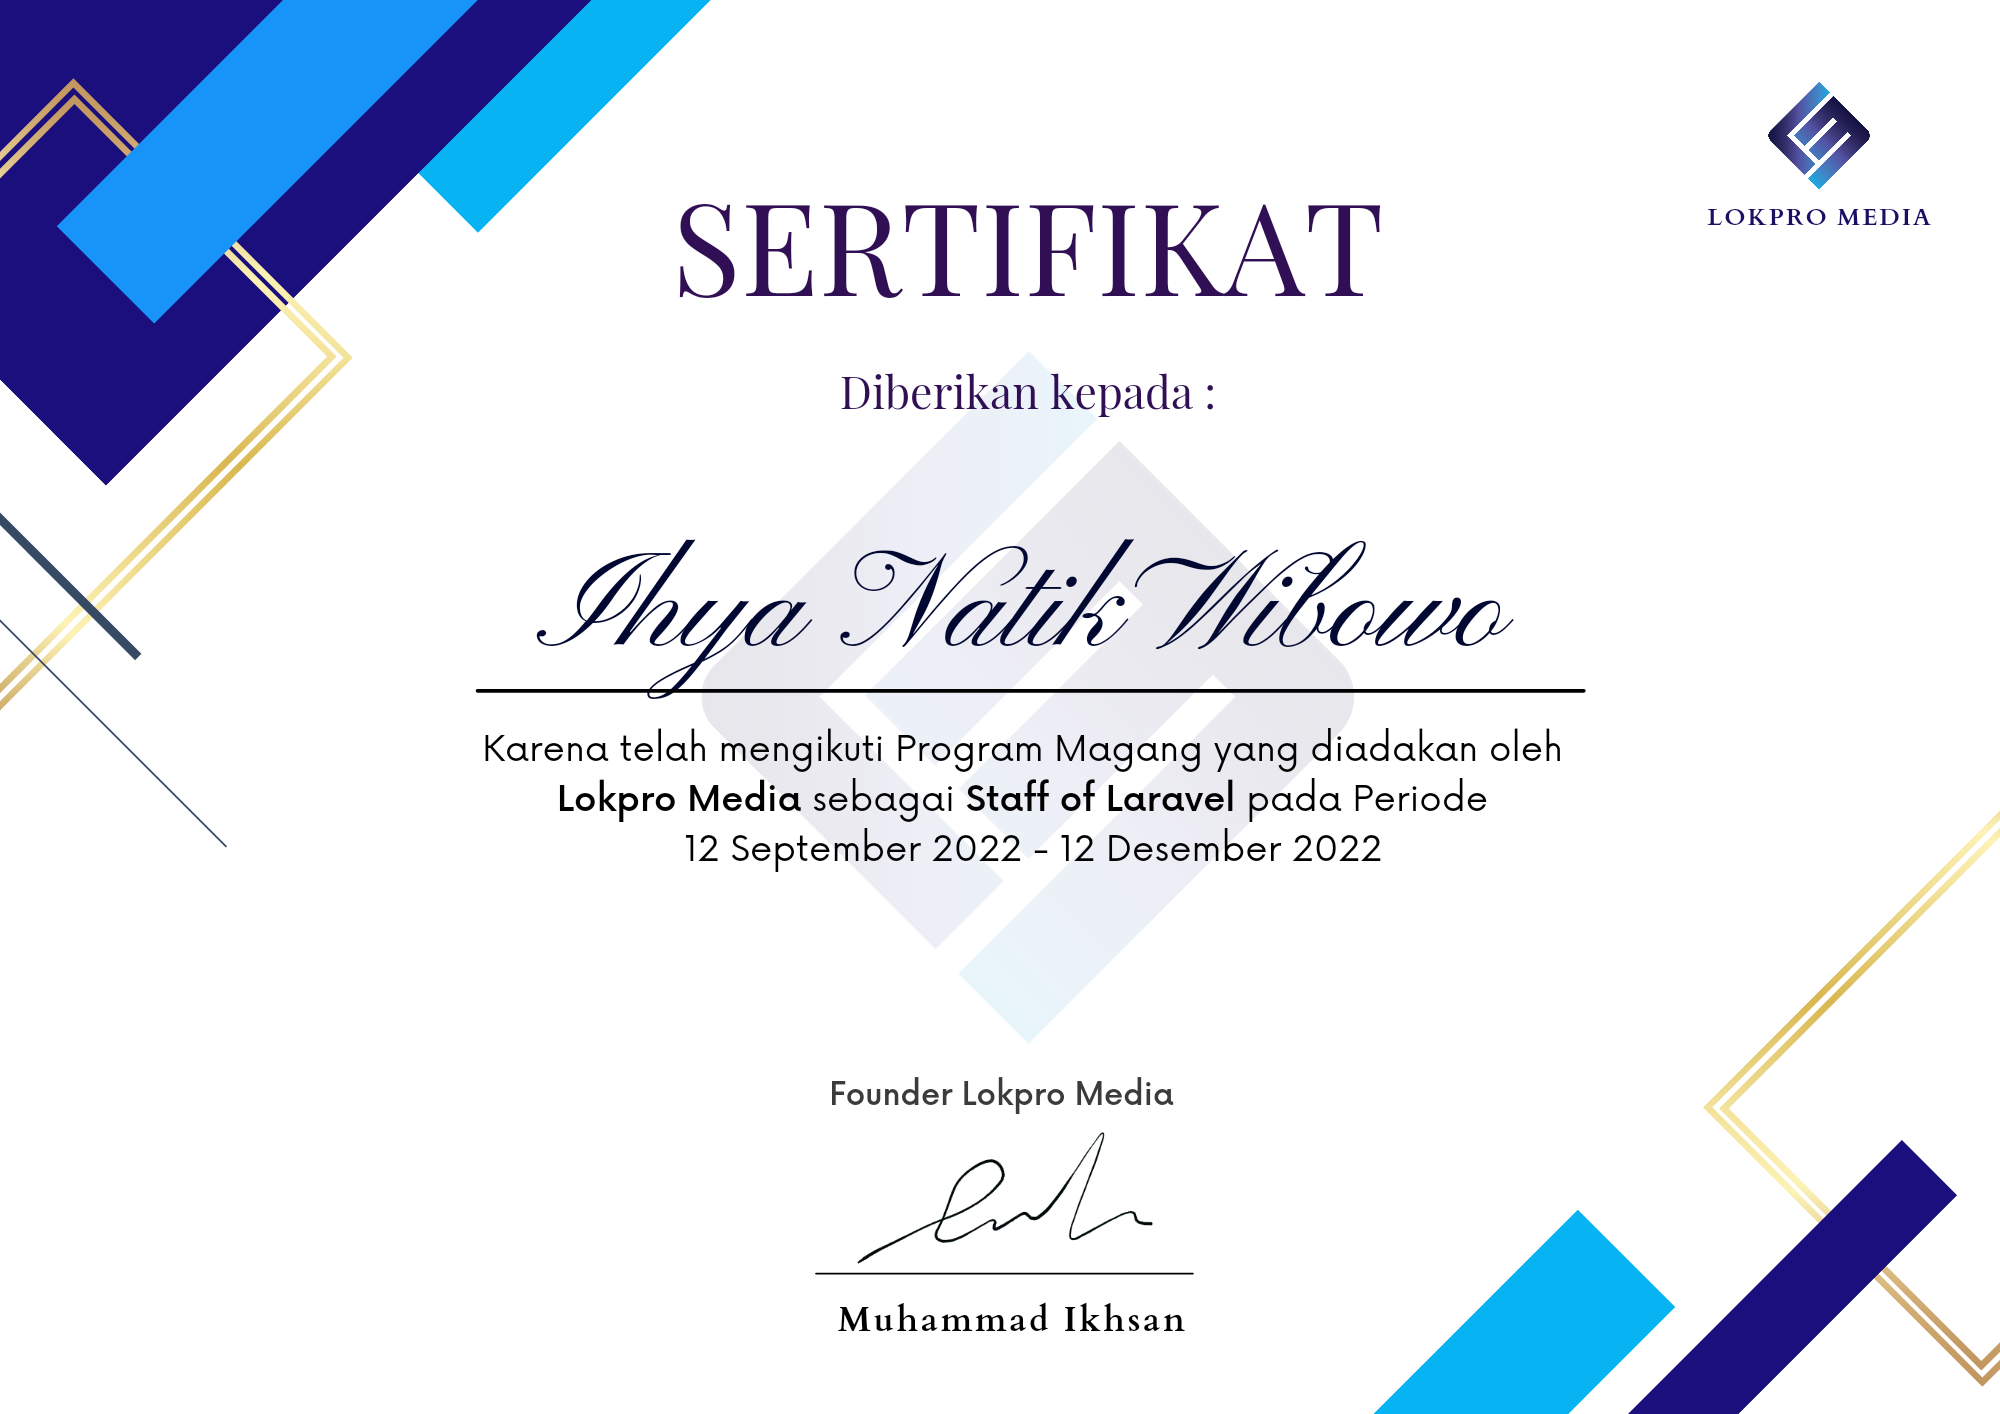 LOKPRO MEDIA
SERTIFIKAT
Diberikan kepada :
Ihya Natik Wibowo
Karena telah mengikuti Program Magang yang diadakan oleh
Lokpro Media sebagai Staff of Laravel pada Periode
12 September 2022 - 12 Desember 2022
Founder Lokpro Media
Muhammad Ikhsan